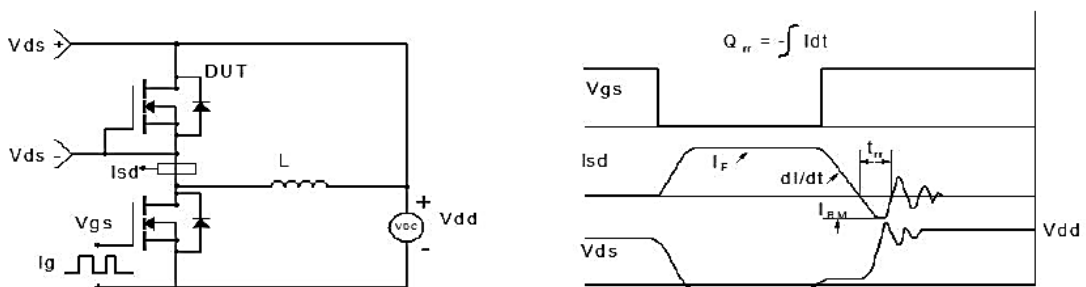 Vds +
DUT
Vds -
Isd
L
Vgs
Ig
+
VDC
-
Vdd
Q rr = -∫ Idt
Vgs
Isd
I F
dI/dt
t rr
I RM
Vdd
Vds